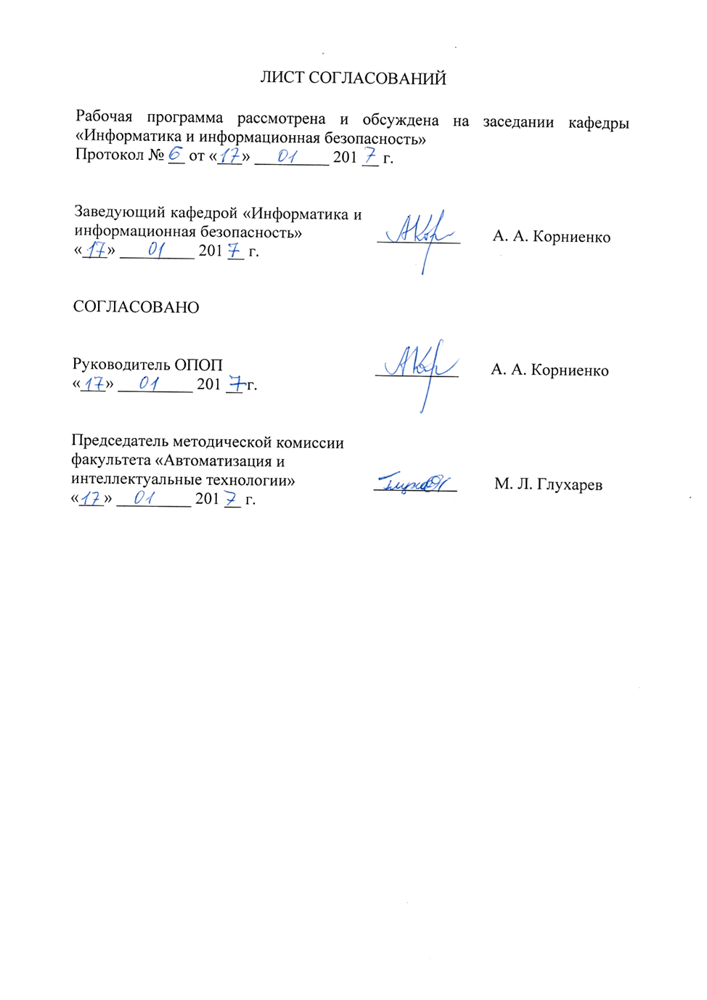 ЛИСТ СОГЛАСОВАНИЙ
Рабочая программа рассмотрена и обсуждена на заседании кафедры
«Информатика и информационная безопасность»
Протокол № 6 от «17» 01 2017 г.
Заведующий кафедрой «Информатика и
информационная безопасность» А. А. Корниенко
«17» 01 2017 г.
СОГЛАСОВАНО
Руководитель ОПОП А. А. Корниенко
«17» 01 2017 г.
Председатель методической комиссии
факультета «Автоматизация и
интеллектуальные технологии» М. Л. Глухарев
«17» 01 2017 г.